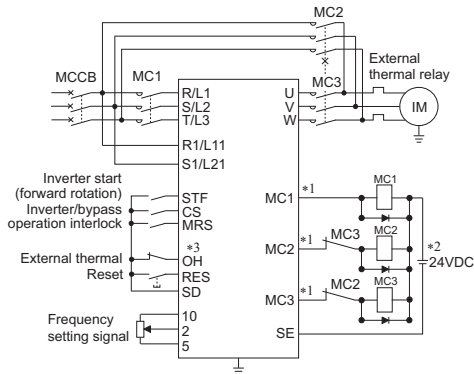 MC2
MCCB
MC1
MC3
External
thermal relay
R/L1
S/L2
T/L3
U
V
W
IM
R1/L11
S1/L21
Inverter start
(forward rotation)
Inverter/bypass
operation interlock
External thermal
Reset
STF
CS
MRS
*3
OH
RES
SD
Frequency
setting signal
10
2
5
MC1
*1
MC1
MC2
*1
MC3
MC2
*2
24VDC
MC3
*1
MC2
MC3
SE